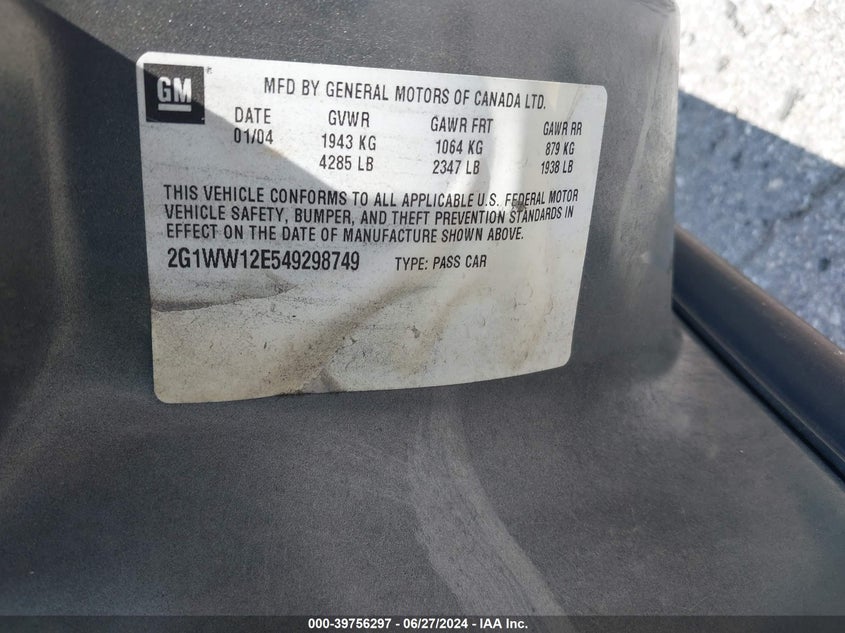 GM
MFD BY GENERAL MOTORS OF CANADA LTD.
DATE GVWR GAWR FRT GAWR RR
01/04 1943 KG 1064 KG 879 KG
4285 LB 2347 LB 1938 LB
THIS VEHICLE CONFORMS TO ALL APPLICABLE U.S. FEDERAL MOTOR
VEHICLE SAFETY, BUMPER, AND THEFT PREVENTION STANDARDS IN
EFFECT ON THE DATE OF MANUFACTURE SHOWN ABOVE.
2G1WW12E549298749 TYPE: PASS CAR
000-39756297 - 06/27/2024 - IAA Inc.